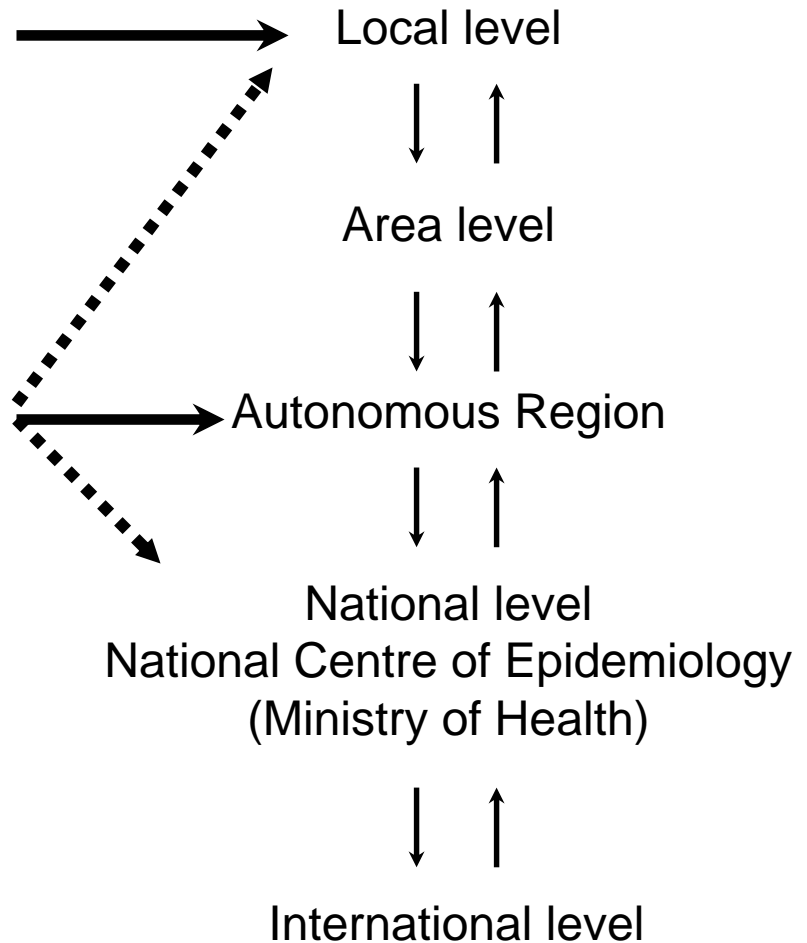 Local level
Area level
Autonomous Region
National level
National Centre of Epidemiology
(Ministry of Health)
International level